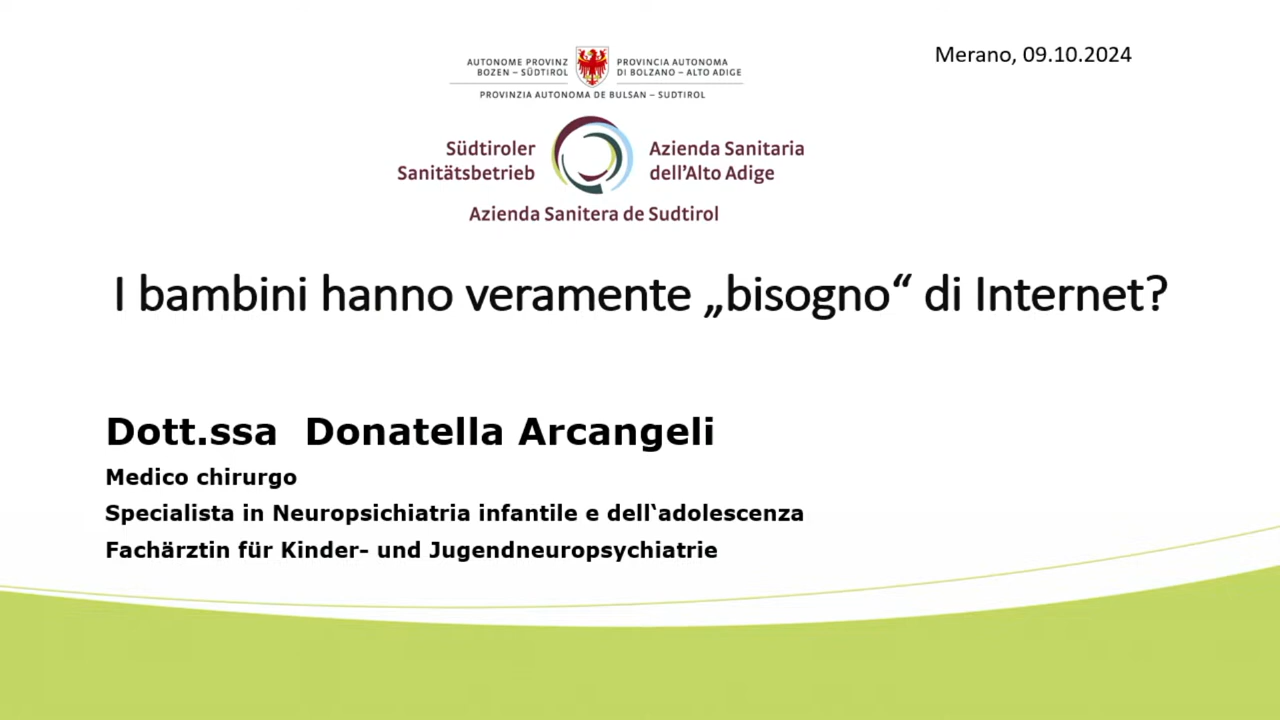 Merano, 09.10.2024
AUTONOME PROVINZ
BOZEN – SÜDTIROL
PROVINCIA AUTONOMA
DI BOLZANO – ALTO ADIGE
PROVINZIA AUTONOMA DE BULSAN – SUDTIROL
Südtiroler
Sanitätsbetrieb
Azienda Sanitaria
dell’Alto Adige
Azienda Sanitera de Sudtirol
I bambini hanno veramente „bisogno“ di Internet?
Dott.ssa Donatella Arcangeli
Medico chirurgo
Specialista in Neuropsichiatria infantile e dell‘adolescenza
Fachärztin für Kinder- und Jugendneuropsychiatrie